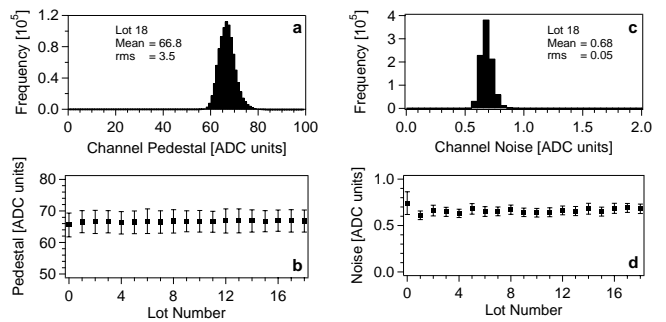 a
Lot 18
Mean = 66.8
rms = 3.5
Frequency [10⁵]
1.2
0.8
0.4
0.0
0 20 40 60 80 100
Channel Pedestal [ADC units]
c
Lot 18
Mean = 0.68
rms = 0.05
Frequency [10⁵]
4
3
2
1
0
0.0 0.5 1.0 1.5 2.0
Channel Noise [ADC units]
b
Pedestal [ADC units]
80
70
60
50
0 4 8 12 16
Lot Number
d
Noise [ADC units]
1.0
0.5
0.0
0 4 8 12 16
Lot Number